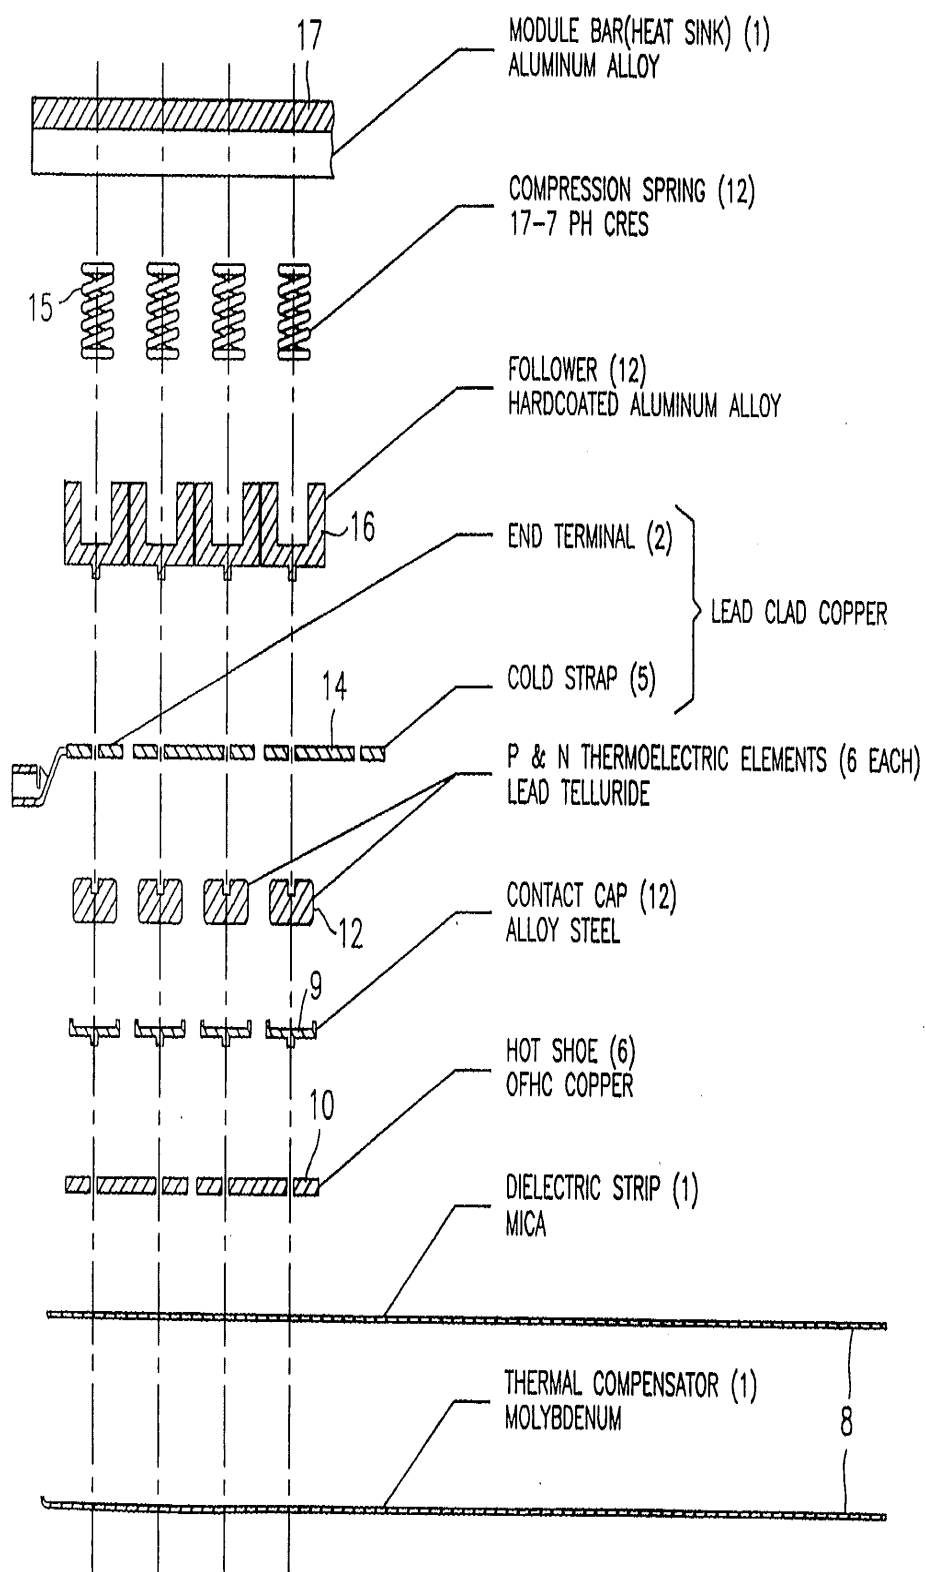 17
MODULE BAR(HEAT SINK) (1)
ALUMINUM ALLOY
COMPRESSION SPRING (12)
17-7 PH CRES
15
FOLLOWER (12)
HARDCOATED ALUMINUM ALLOY
16
END TERMINAL (2)
LEAD CLAD COPPER
COLD STRAP (5)
14
P & N THERMOELECTRIC ELEMENTS (6 EACH)
LEAD TELLURIDE
CONTACT CAP (12)
ALLOY STEEL
12
9
HOT SHOE (6)
OFHC COPPER
10
DIELECTRIC STRIP (1)
MICA
THERMAL COMPENSATOR (1)
MOLYBDENUM
8